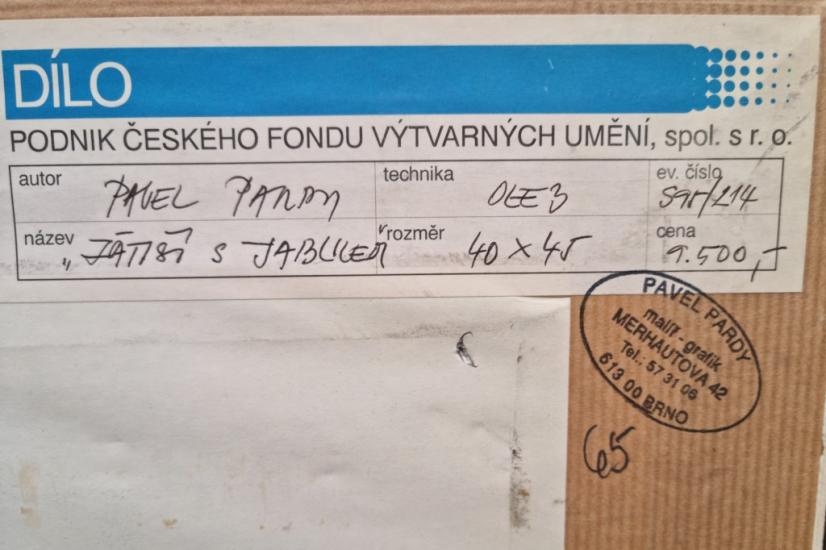 DÍLO
PODNIK ČESKÉHO FONDU VÝTVARNÝCH UMĚNÍ, spol. s r. o.
autor PAVEL PARDY technika OLEJ ev. číslo
název S JABLKEM rozměr 40 X 45 cena 9.500,-
PAVEL PARDY
malíř - grafik
MERHAUTOVA 42
Tel.: 57 31 06
613 00 BRNO
65